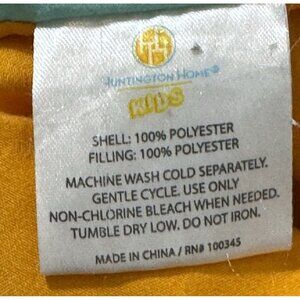 HUNTINGTON HOME®
KIDS
SHELL: 100% POLYESTER
FILLING: 100% POLYESTER
MACHINE WASH COLD SEPARATELY.
GENTLE CYCLE. USE ONLY
NON-CHLORINE BLEACH WHEN NEEDED.
TUMBLE DRY LOW. DO NOT IRON.
MADE IN CHINA / RN# 100345